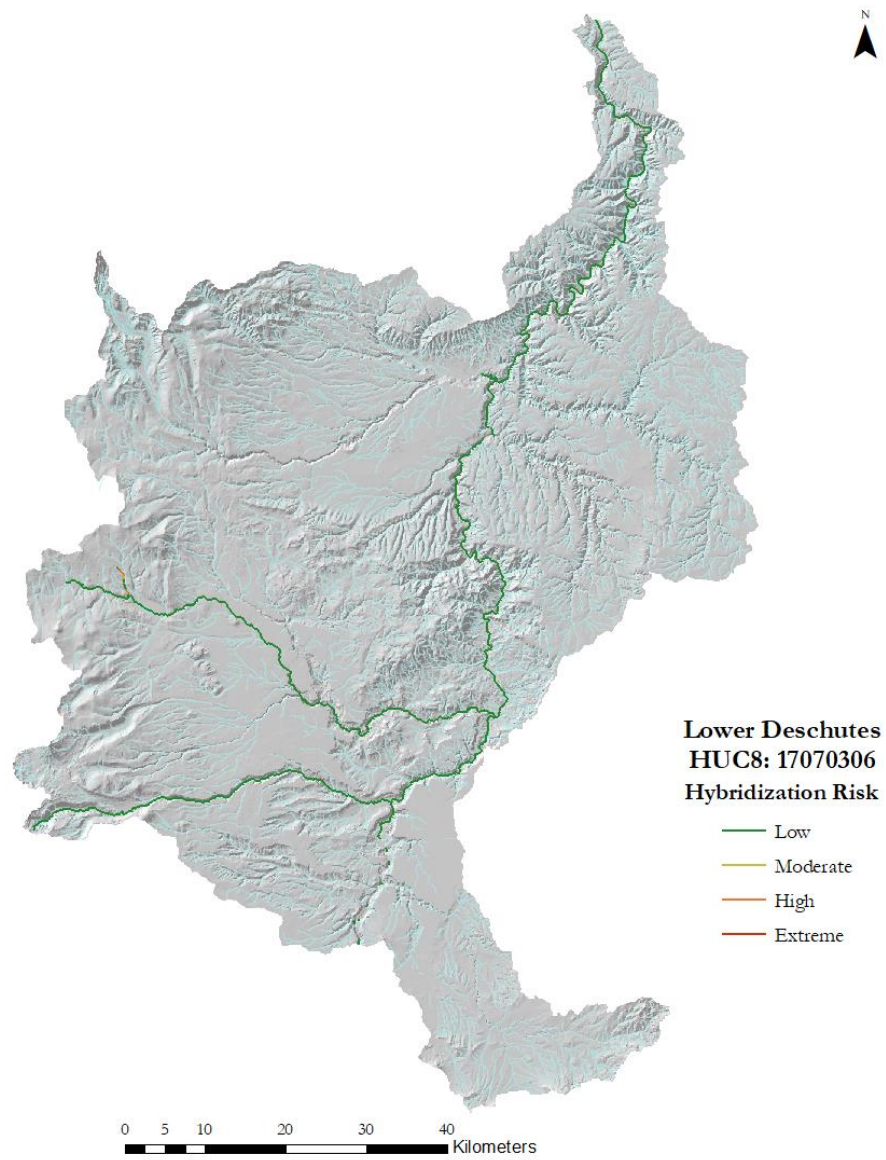 N
Lower Deschutes
HUC8: 17070306
Hybridization Risk
Low
Moderate
High
Extreme
0 5 10 20 30 40
Kilometers